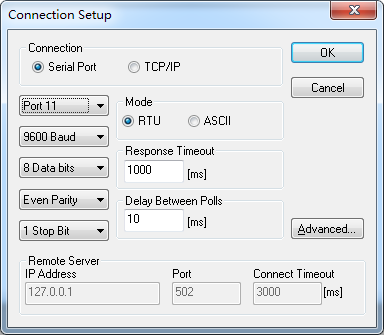 Connection Setup
Connection
Serial Port
TCP/IP
OK
Cancel
Port 11
Mode
RTU
ASCII
9600 Baud
8 Data bits
Response Timeout
1000
[ms]
Even Parity
Delay Between Polls
10
[ms]
1 Stop Bit
Advanced...
Remote Server
IP Address
Port
Connect Timeout
127.0.0.1
502
3000
[ms]